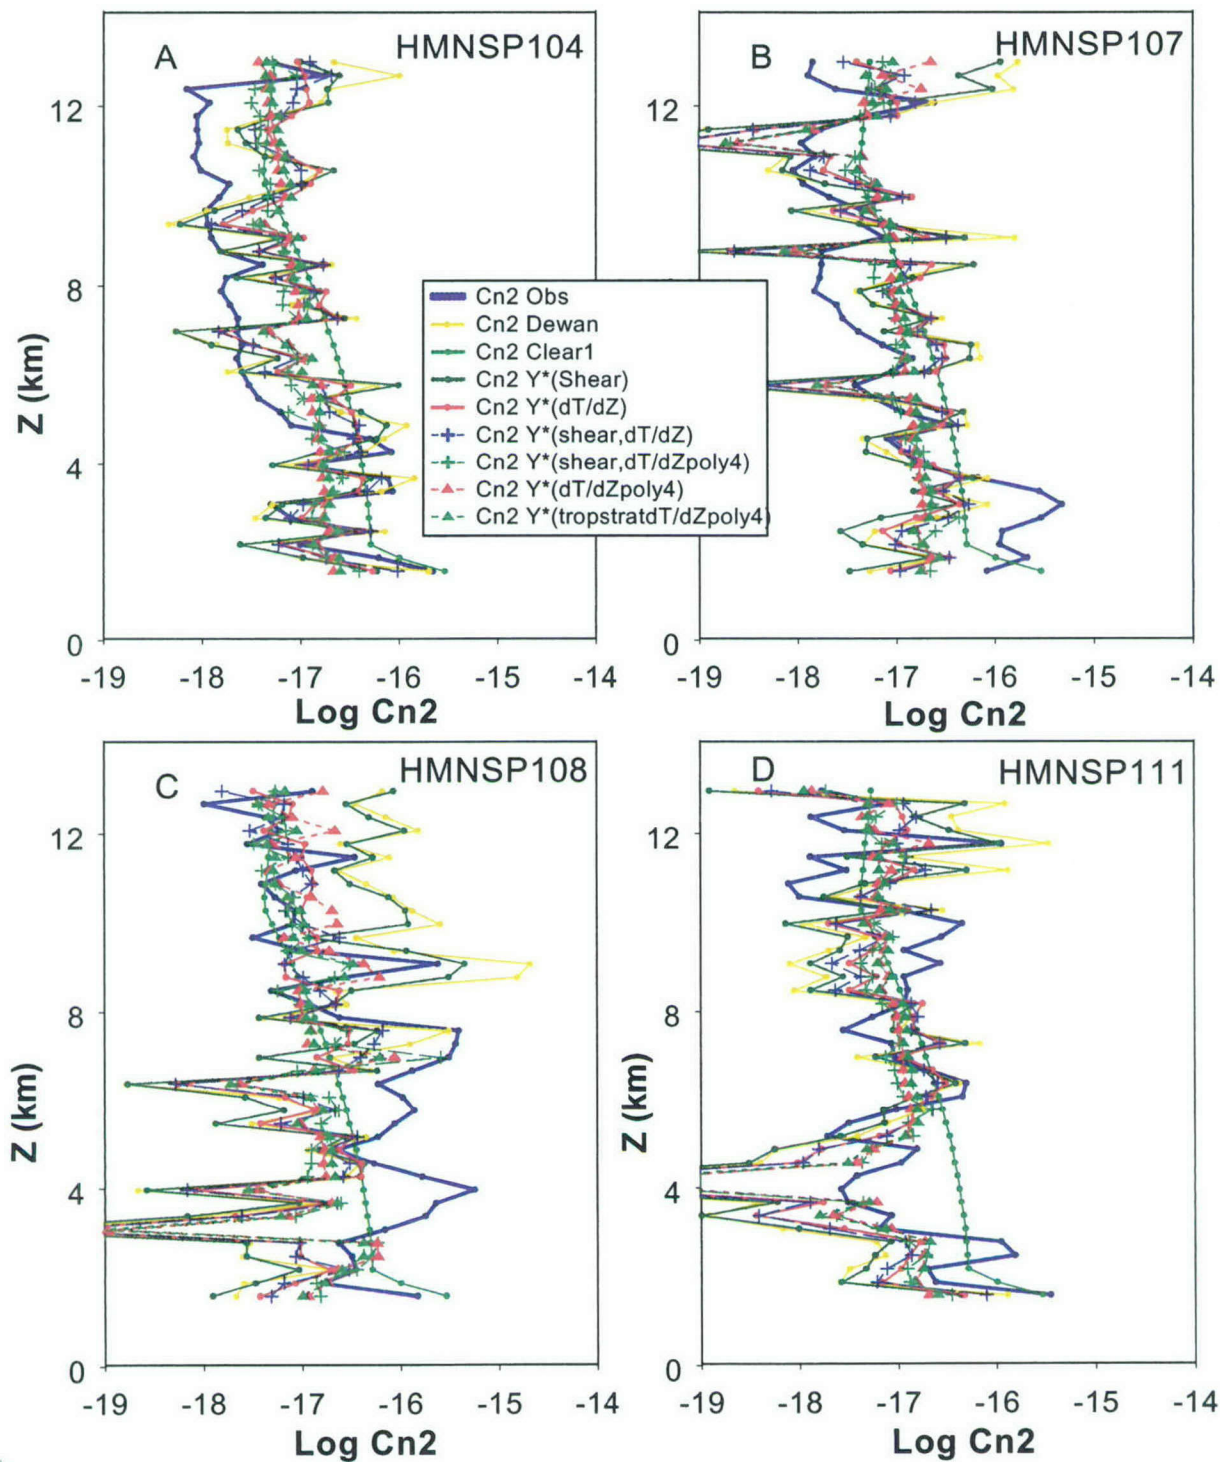 A
HMNSP104
12
8
4
0
Z (km)
-19 -18 -17 -16 -15 -14
Log Cn2
B
HMNSP107
12
-19 -18 -17 -16 -15 -14
Log Cn2
Cn2 Obs
Cn2 Dewan
Cn2 Clear1
Cn2 Y*(Shear)
Cn2 Y*(dT/dZ)
Cn2 Y*(shear,dT/dZ)
Cn2 Y*(shear,dT/dZpoly4)
Cn2 Y*(dT/dZpoly4)
Cn2 Y*(tropstratdT/dZpoly4)
0
C
HMNSP108
12
8
4
0
Z (km)
-19 -18 -17 -16 -15 -14
Log Cn2
D
HMNSP111
12
8
4
0
Z (km)
-19 -18 -17 -16 -15 -14
Log Cn2